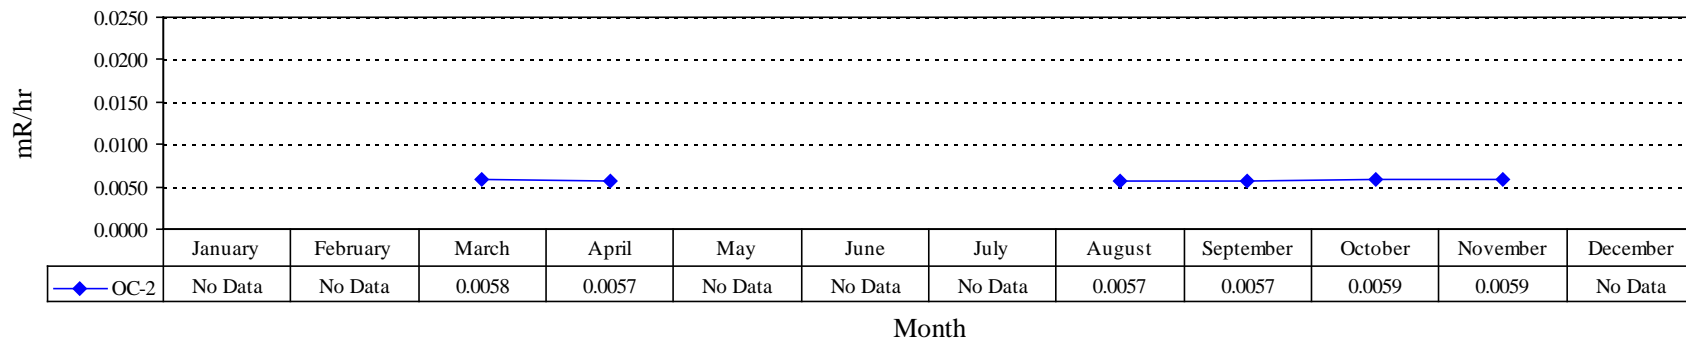 0.0250
0.0200
0.0150
0.0100
0.0050
0.0000
mR/hr
January February March April May June July August September October November December
OC-2 No Data No Data 0.0058 0.0057 No Data No Data No Data 0.0057 0.0057 0.0059 0.0059 No Data
Month